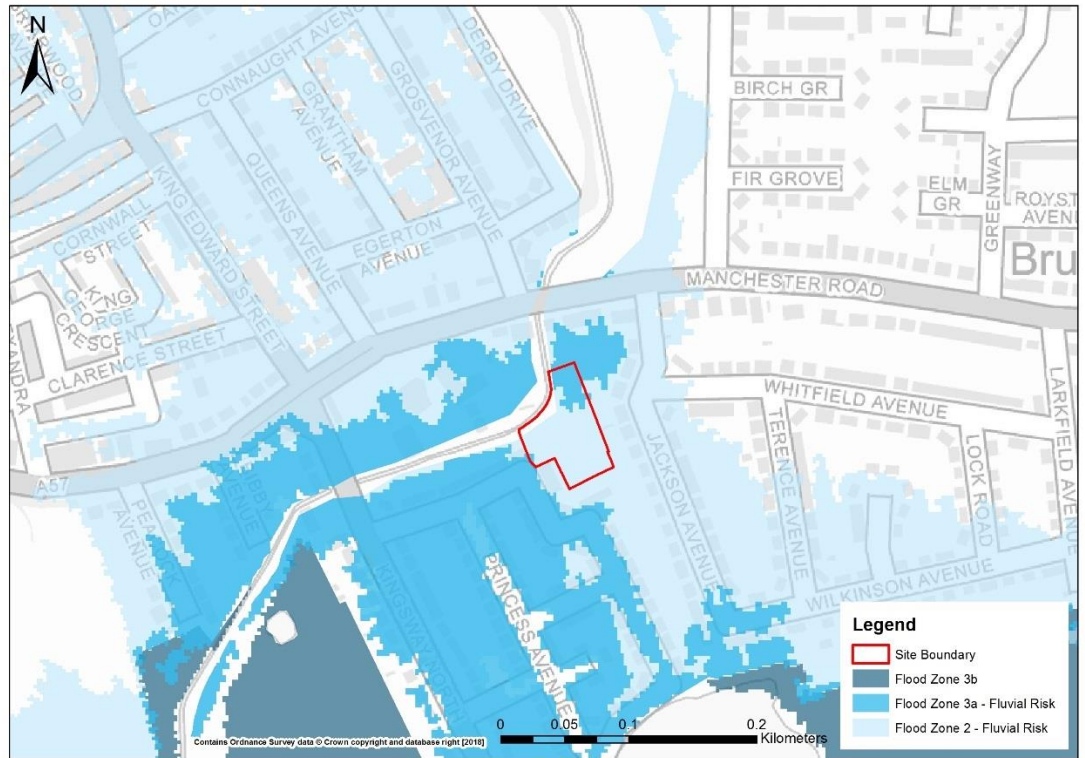 N
CONNAUGHT AVENUE
DERBY DRIVE
GROSVENOR AVENUE
GRANTHAM
AVENUE
QUEENS AVENUE
KING EDWARD STREET
EGERTON
AVENUE
CORNWALL
STREET
KING
GEORGE
CRESCENT
CLARENCE STREET
BIRCH GR
FIR GROVE
ELM
GR
GREENWAY
ROYST
AVENU
Bru
MANCHESTER ROAD
WHITFIELD AVENUE
LARKFIELD AVENUE
TERENCE AVENUE
LOCK ROAD
JACKSON AVENUE
WILKINSON AVENUE
A57
AVENUE
PRINCESS AVENUE
KINGSWAY NORTH
Legend
Site Boundary
Flood Zone 3b
Flood Zone 3a - Fluvial Risk
Flood Zone 2 - Fluvial Risk
0 0.05 0.1 0.2
Kilometers
Contains Ordnance Survey data © Crown copyright and database right [2018]